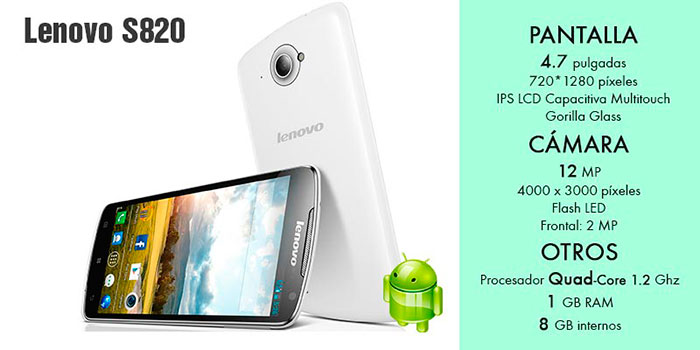 Lenovo S820
lenovo
lenovo
PANTALLA
4.7 pulgadas
720*1280 píxeles
IPS LCD Capacitiva Multitouch
Gorilla Glass
CÁMARA
12 MP
4000 x 3000 píxeles
Flash LED
Frontal: 2 MP
OTROS
Procesador Quad-Core 1.2 Ghz
1 GB RAM
8 GB internos